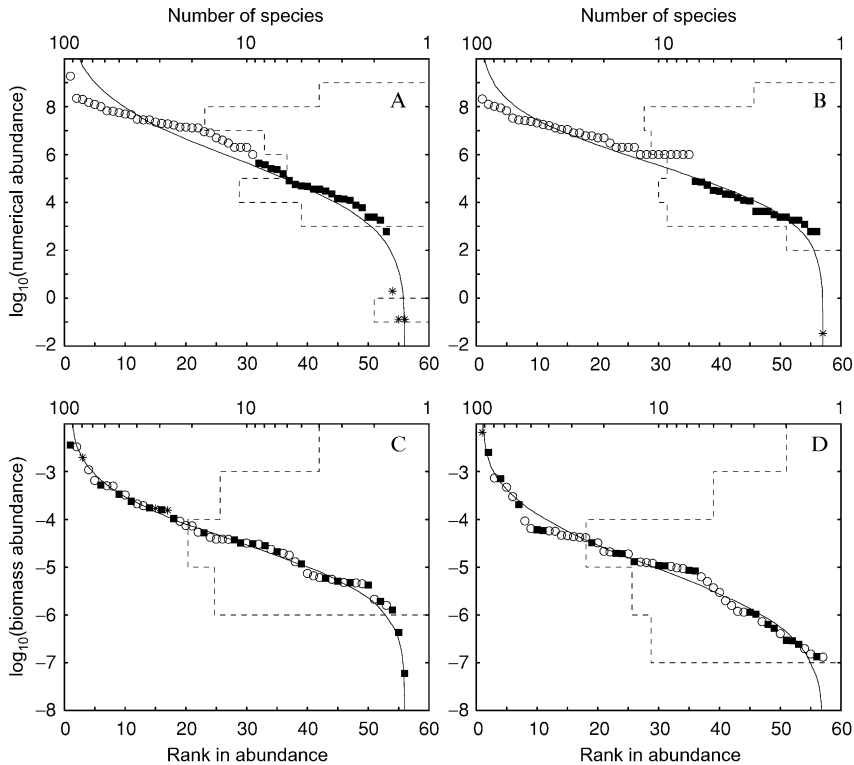 Number of species
Number of species
100 10 1
100 10 1
A
B
log10(numerical abundance)
8
6
4
2
0
−2
8
6
4
2
0
−2
0 10 20 30 40 50 60
0 10 20 30 40 50 60
100 10 1
100 10 1
C
D
log10(biomass abundance)
−3
−4
−5
−6
−7
−8
−3
−4
−5
−6
−7
−8
0 10 20 30 40 50 60
0 10 20 30 40 50 60
Rank in abundance
Rank in abundance